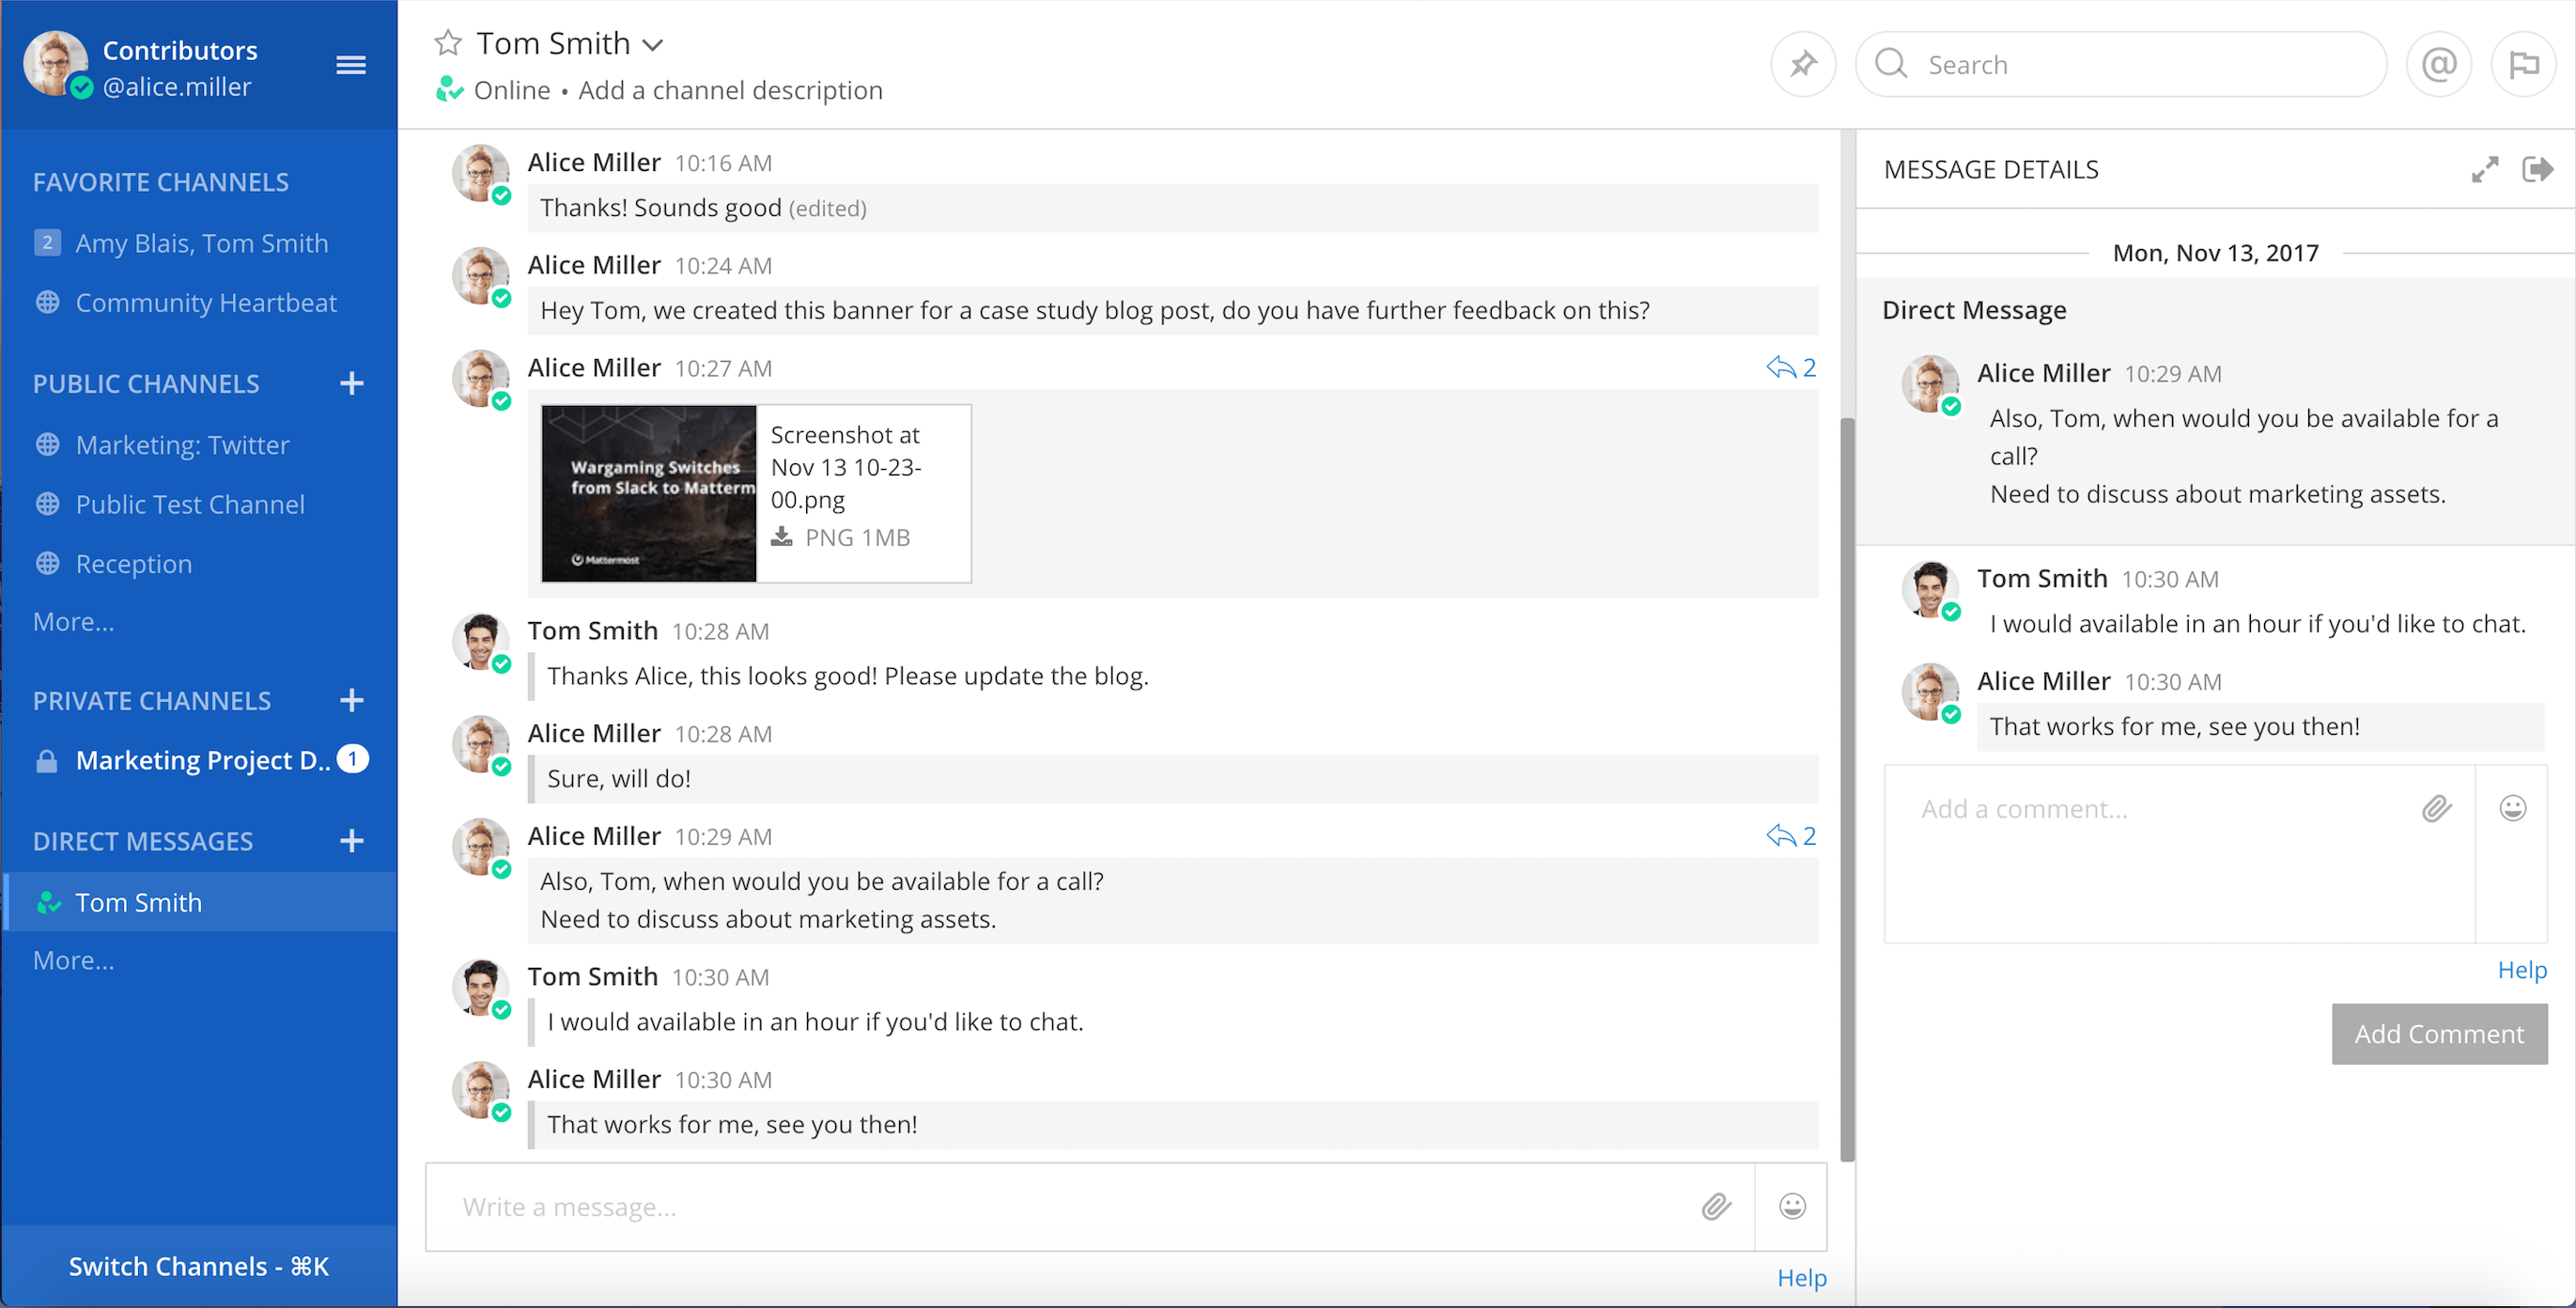 Contributors
@alice.miller
FAVORITE CHANNELS
2 Amy Blais, Tom Smith
Community Heartbeat
PUBLIC CHANNELS +
Marketing: Twitter
Public Test Channel
Reception
More...
PRIVATE CHANNELS +
Marketing Project D.. 1
DIRECT MESSAGES +
Tom Smith
More...
Switch Channels - ⌘K
Tom Smith
Online • Add a channel description
Search
@
Alice Miller 10:16 AM
Thanks! Sounds good (edited)
Alice Miller 10:24 AM
Hey Tom, we created this banner for a case study blog post, do you have further feedback on this?
Alice Miller 10:27 AM
2
Wargaming Switches
from Slack to Matterm
Mattermost
Screenshot at
Nov 13 10-23-
00.png
PNG 1MB
Tom Smith 10:28 AM
Thanks Alice, this looks good! Please update the blog.
Alice Miller 10:28 AM
Sure, will do!
Alice Miller 10:29 AM
2
Also, Tom, when would you be available for a call?
Need to discuss about marketing assets.
Tom Smith 10:30 AM
I would available in an hour if you'd like to chat.
Alice Miller 10:30 AM
That works for me, see you then!
Write a message...
Help
MESSAGE DETAILS
Mon, Nov 13, 2017
Direct Message
Alice Miller 10:29 AM
Also, Tom, when would you be available for a
call?
Need to discuss about marketing assets.
Tom Smith 10:30 AM
I would available in an hour if you'd like to chat.
Alice Miller 10:30 AM
That works for me, see you then!
Add a comment...
Help
Add Comment